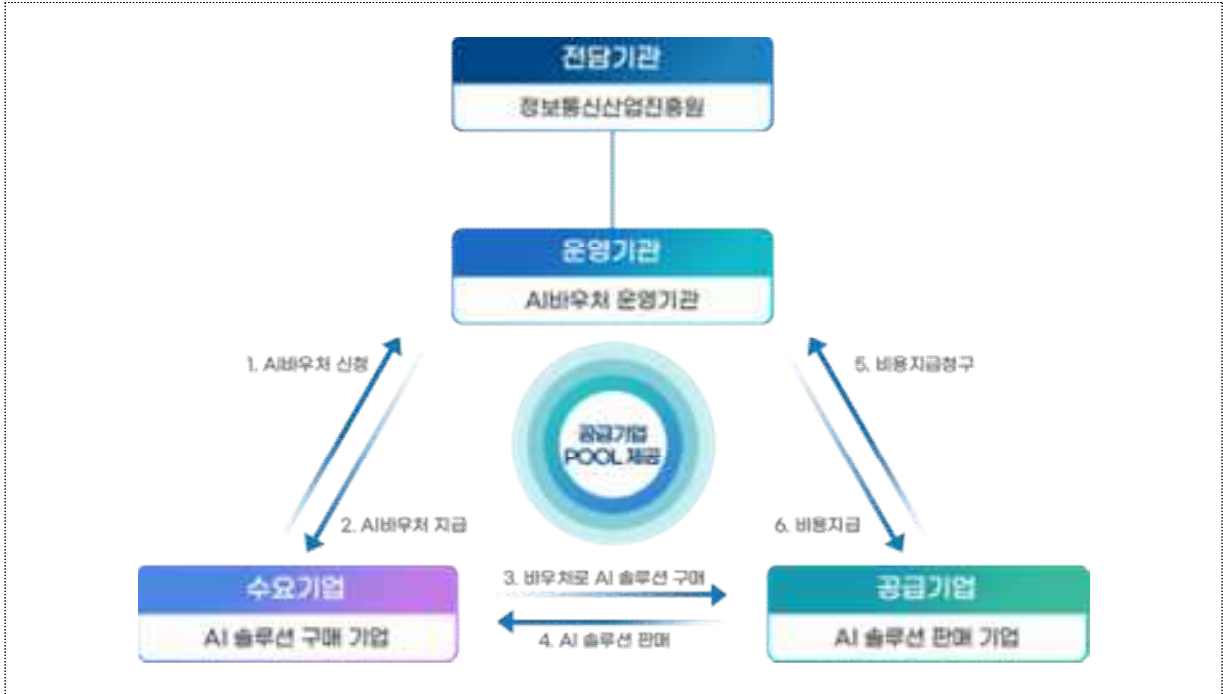 전담기관
정보통신산업진흥원
운영기관
AI바우처 운영기관
1. AI바우처 신청
5. 비용지급청구
공급기업
POOL 제공
2. AI바우처 지급
6. 비용지급
3. 바우처로 AI 솔루션 구매
4. AI 솔루션 판매
수요기업
AI 솔루션 구매 기업
공급기업
AI 솔루션 판매 기업